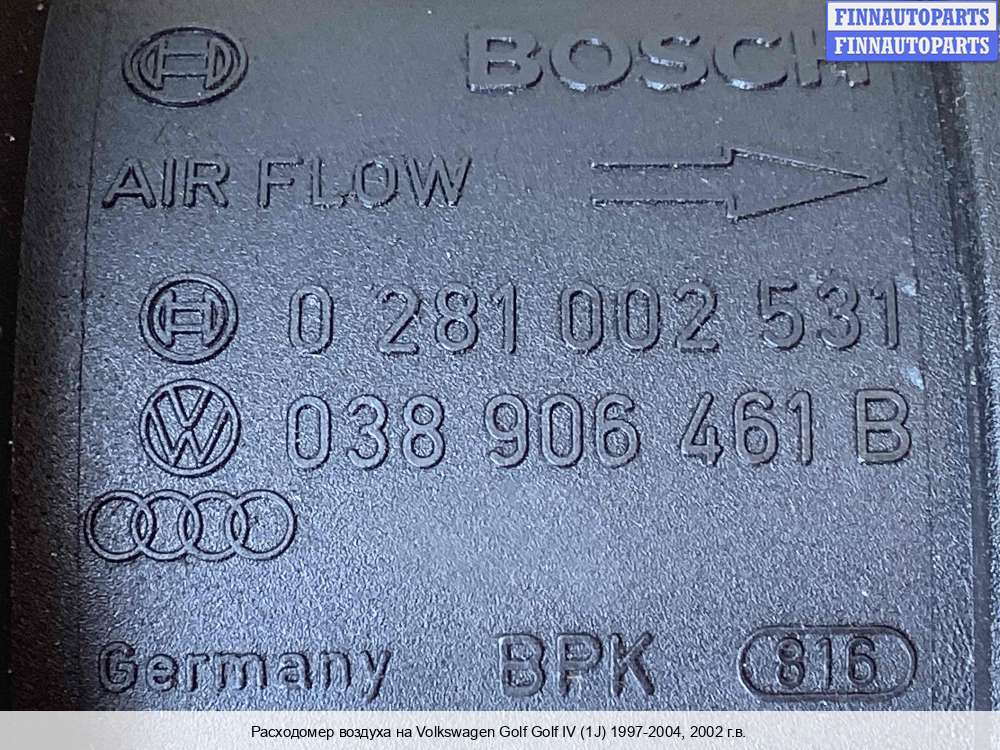 FINNAUTOPARTS
FINNAUTOPARTS
BOSCH
AIR FLOW
0 281 002 531
038 906 461 B
Germany BPK 816
Расходомер воздуха на Volkswagen Golf Golf IV (1J) 1997-2004, 2002 г.в.